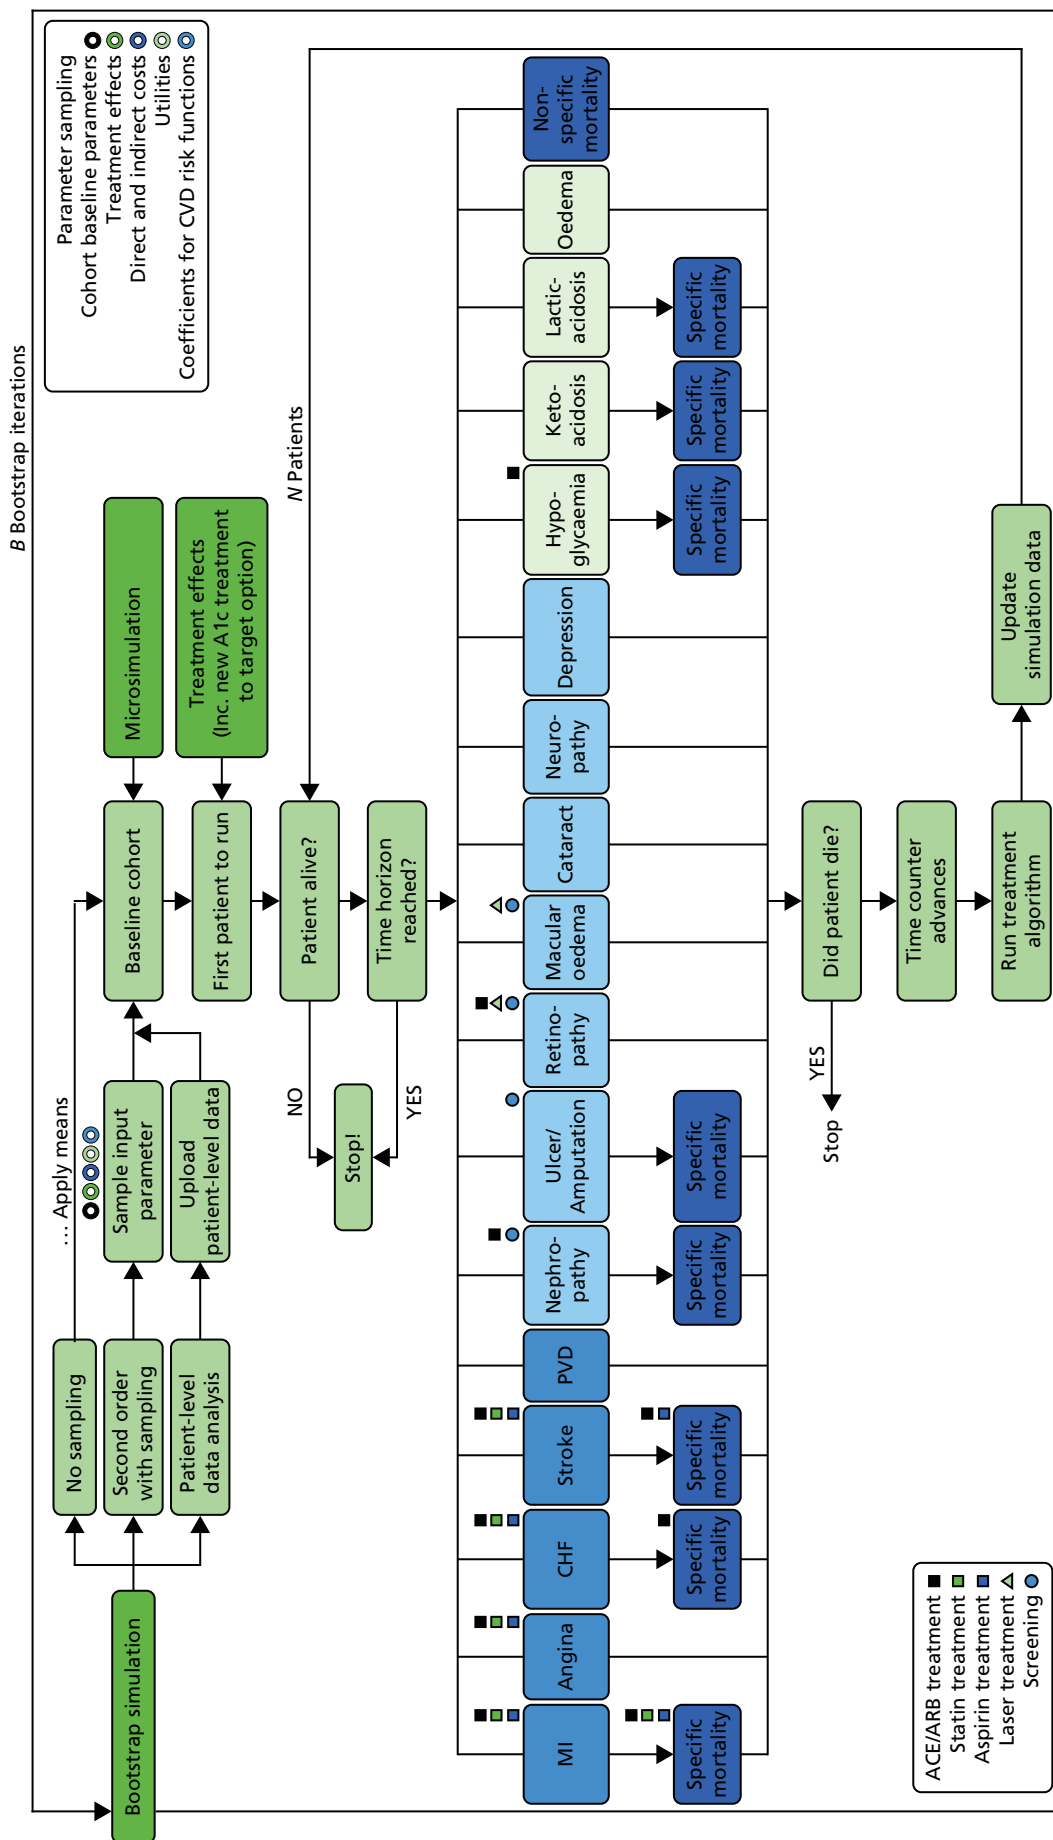 B Bootstrap iterations
Parameter sampling
Cohort baseline parameters
Treatment effects
Direct and indirect costs
Utilities
Coefficients for CVD risk functions
Bootstrap simulation
No sampling
Second order
with sampling
Patient-level
data analysis
... Apply means
Sample input
parameter
Upload
patient-level data
Baseline cohort
Microsimulation
First patient to run
Treatment effects
(Inc. new A1c treatment
to target option)
N Patients
Patient alive?
NO
Stop!
Time horizon
reached?
YES
MI
Angina
CHF
Stroke
PVD
Nephro-
pathy
Ulcer/
Amputation
Retino-
pathy
Macular
oedema
Cataract
Neuro-
pathy
Depression
Hypo-
glycaemia
Keto-
acidosis
Lactic-
acidosis
Oedema
Non-
specific
mortality
Specific
mortality
Specific
mortality
Specific
mortality
Specific
mortality
Specific
mortality
Specific
mortality
Specific
mortality
Specific
mortality
Did patient die?
YES
Stop
Time counter
advances
Run treatment
algorithm
Update
simulation data
ACE/ARB treatment
Statin treatment
Aspirin treatment
Laser treatment
Screening